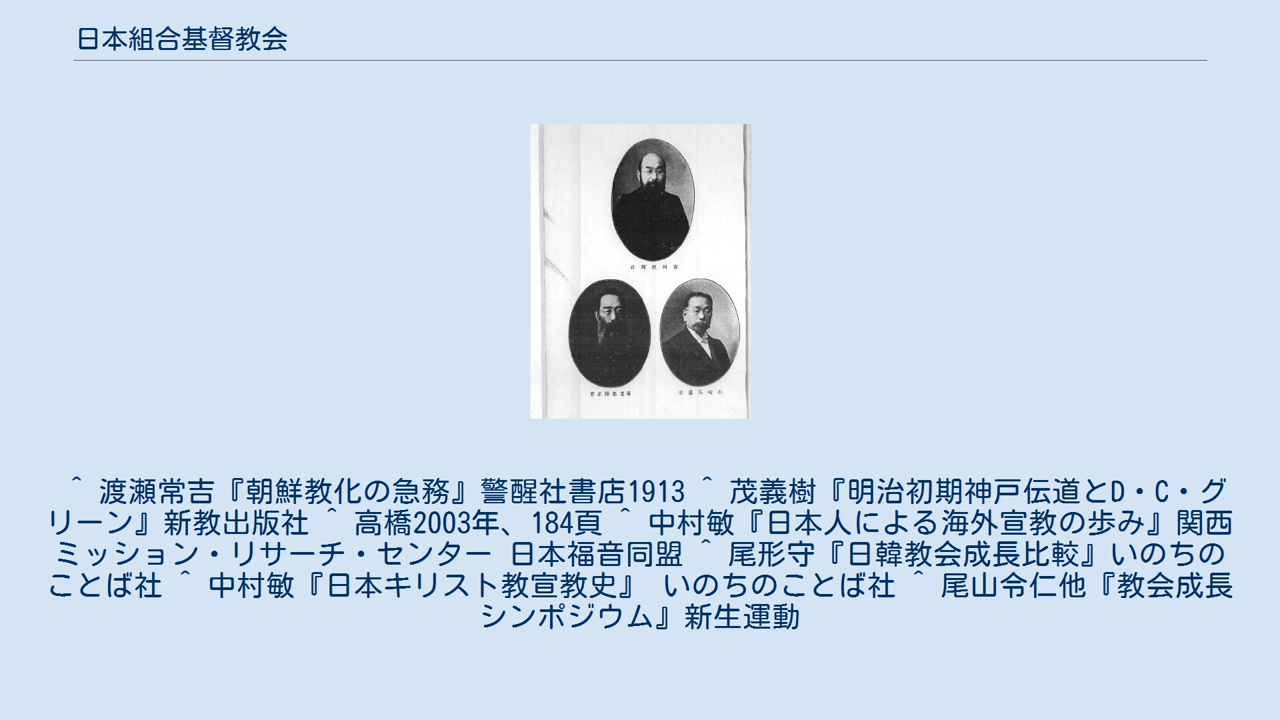 日本組合基督教会
^ 渡瀬常吉『朝鮮教化の急務』警醒社書店1913 ^ 茂義樹『明治初期神戸伝道とD・C・グ
リーン』新教出版社 ^ 高橋2003年、184頁 ^ 中村敏『日本人による海外宣教の歩み』関西
ミッション・リサーチ・センター 日本福音同盟 ^ 尾形守『日韓教会成長比較』いのちの
ことば社 ^ 中村敏『日本キリスト教宣教史』 いのちのことば社 ^ 尾山令仁他『教会成長
シンポジウム』新生運動